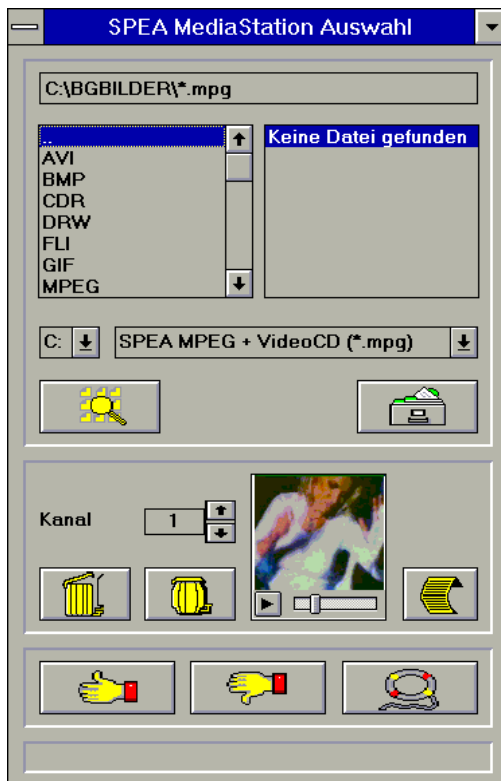 SPEA MediaStation Auswahl
C:\BGBILDER\*.mpg
..
AVI
BMP
CDR
DRW
FLI
GIF
MPEG
Keine Datei gefunden
C:
SPEA MPEG + VideoCD (*.mpg)
Kanal
1